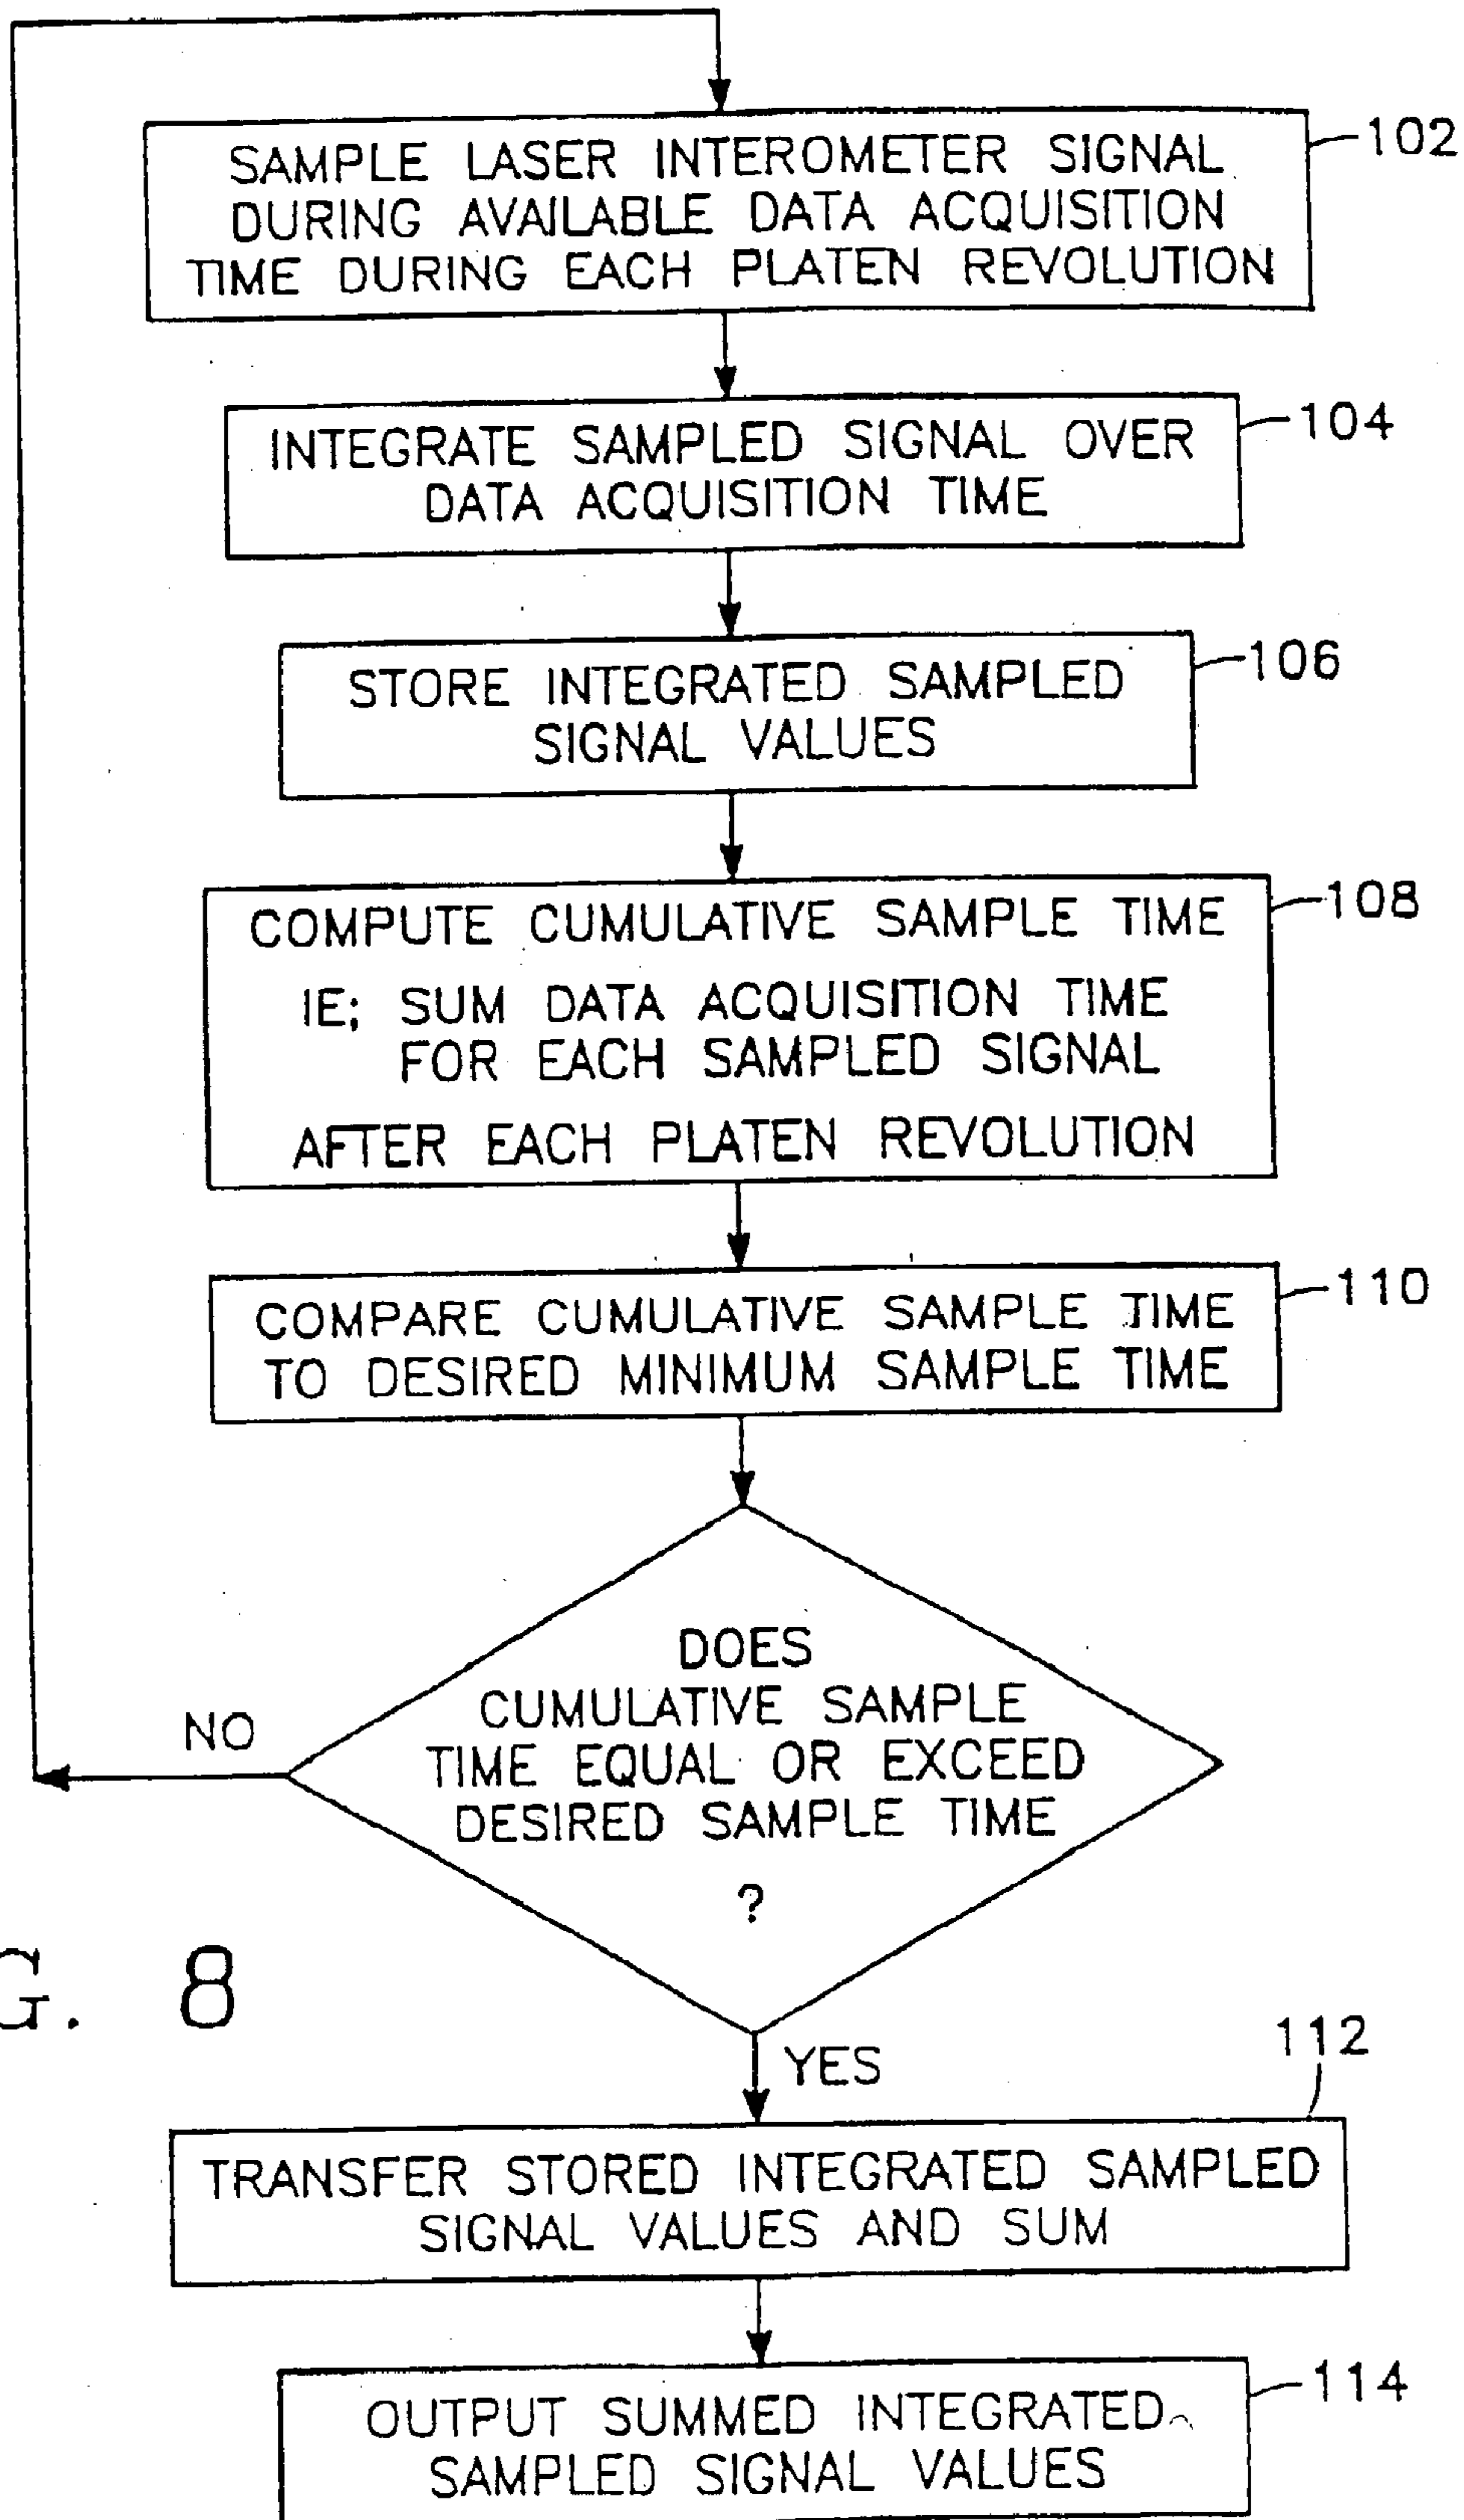 SAMPLE LASER INTEROMETER SIGNAL
DURING AVAILABLE DATA ACQUISITION
TIME DURING EACH PLATEN REVOLUTION
102
INTEGRATE SAMPLED SIGNAL OVER
DATA ACQUISITION TIME
104
STORE INTEGRATED SAMPLED
SIGNAL VALUES
106
COMPUTE CUMULATIVE SAMPLE TIME
IE; SUM DATA ACQUISITION TIME
FOR EACH SAMPLED SIGNAL
AFTER EACH PLATEN REVOLUTION
108
COMPARE CUMULATIVE SAMPLE TIME
TO DESIRED MINIMUM SAMPLE TIME
110
DOES
CUMULATIVE SAMPLE
TIME EQUAL OR EXCEED
DESIRED SAMPLE TIME
?
NO
G. 8
YES
112
TRANSFER STORED INTEGRATED SAMPLED
SIGNAL VALUES AND SUM
OUTPUT SUMMED INTEGRATED
SAMPLED SIGNAL VALUES
114